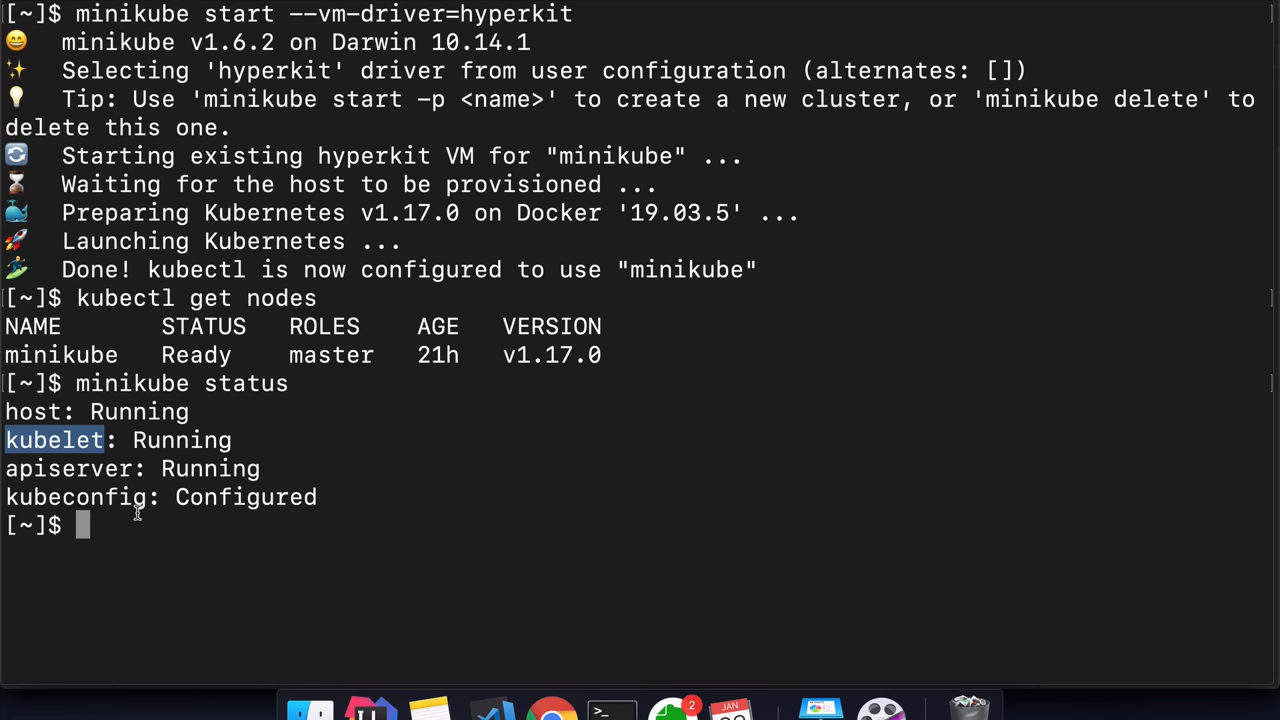 [~]$ minikube start --vm-driver=hyperkit
😄   minikube v1.6.2 on Darwin 10.14.1
✨   Selecting 'hyperkit' driver from user configuration (alternates: [])
💡   Tip: Use 'minikube start -p <name>' to create a new cluster, or 'minikube delete' to
delete this one.
🔄   Starting existing hyperkit VM for "minikube" ...
⌛   Waiting for the host to be provisioned ...
🐳   Preparing Kubernetes v1.17.0 on Docker '19.03.5' ...
🚀   Launching Kubernetes ...
🏄   Done! kubectl is now configured to use "minikube"
[~]$ kubectl get nodes
NAME       STATUS   ROLES    AGE   VERSION
minikube   Ready    master   21h   v1.17.0
[~]$ minikube status
host: Running
kubelet: Running
apiserver: Running
kubeconfig: Configured
[~]$
>_ 2 JAN